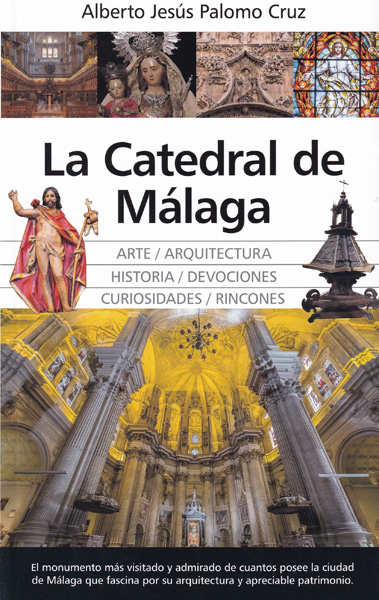 Alberto Jesús Palomo Cruz
La Catedral de
Málaga
ARTE / ARQUITECTURA
HISTORIA / DEVOCIONES
CURIOSIDADES / RINCONES
El monumento más visitado y admirado de cuantos posee la ciudad
de Málaga que fascina por su arquitectura y apreciable patrimonio.